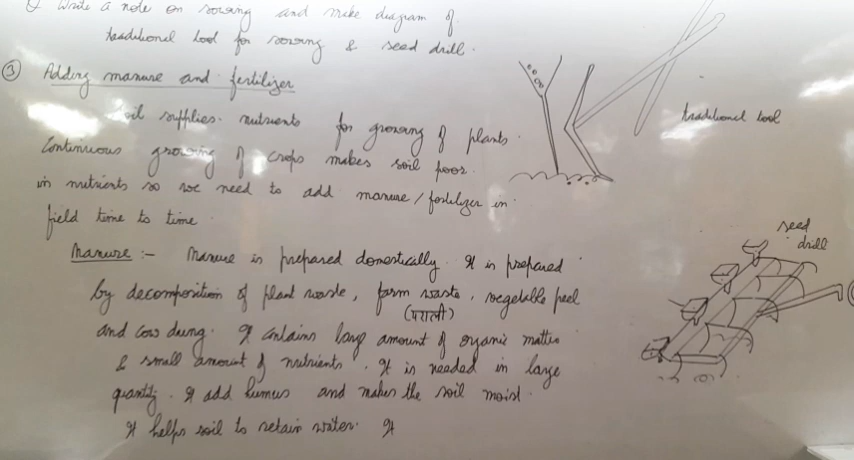 Q Write a note on sowing and make diagram of
traditional tool for sowing & seed drill.
③ Adding manure and fertilizer
Soil supplies nutrients for growing of plants.
Continuous growing of crops makes soil poor
in nutrients so we need to add manure / fertilizer in
field time to time.
traditional tool
seed
drill
Manure :- Manure is prepared domestically. It is prepared
by decomposition of plant waste, farm waste, vegetable peel
(पराली)
and cow dung. It contains large amount of organic matter
& small amount of nutrients. It is needed in large
quantity. It add humus and makes the soil moist.
It helps soil to retain water. It